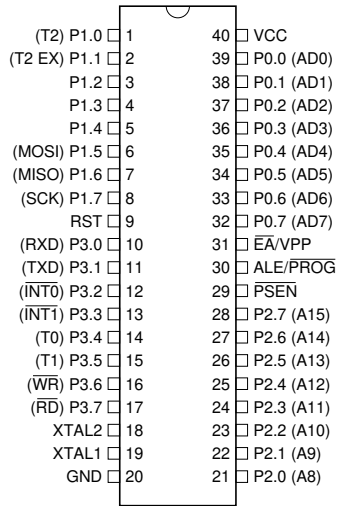 (T2) P1.0 1 40 VCC
(T2 EX) P1.1 2 39 P0.0 (AD0)
P1.2 3 38 P0.1 (AD1)
P1.3 4 37 P0.2 (AD2)
P1.4 5 36 P0.3 (AD3)
(MOSI) P1.5 6 35 P0.4 (AD4)
(MISO) P1.6 7 34 P0.5 (AD5)
(SCK) P1.7 8 33 P0.6 (AD6)
RST 9 32 P0.7 (AD7)
(RXD) P3.0 10 31 E̅A̅/VPP
(TXD) P3.1 11 30 ALE/P̅R̅O̅G̅
(I̅N̅T̅0̅) P3.2 12 29 P̅S̅E̅N̅
(I̅N̅T̅1̅) P3.3 13 28 P2.7 (A15)
(T0) P3.4 14 27 P2.6 (A14)
(T1) P3.5 15 26 P2.5 (A13)
(W̅R̅) P3.6 16 25 P2.4 (A12)
(R̅D̅) P3.7 17 24 P2.3 (A11)
XTAL2 18 23 P2.2 (A10)
XTAL1 19 22 P2.1 (A9)
GND 20 21 P2.0 (A8)